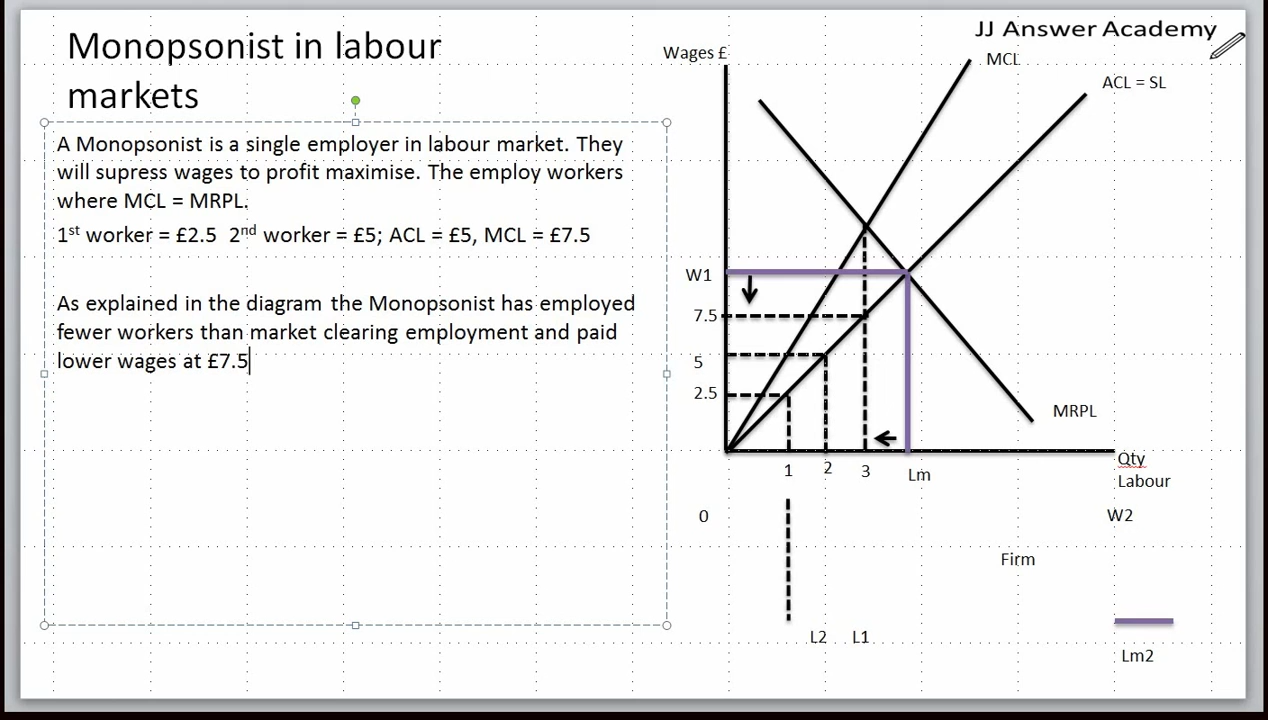 Monopsonist in labour
markets
JJ Answer Academy
A Monopsonist is a single employer in labour market. They
will supress wages to profit maximise. The employ workers
where MCL = MRPL.
1st worker = £2.5  2nd worker = £5; ACL = £5, MCL = £7.5
As explained in the diagram the Monopsonist has employed
fewer workers than market clearing employment and paid
lower wages at £7.5
Wages £
MCL
ACL = SL
W1
7.5
5
2.5
MRPL
1
2
3
Lm
Qty
Labour
0
W2
Firm
L2
L1
Lm2